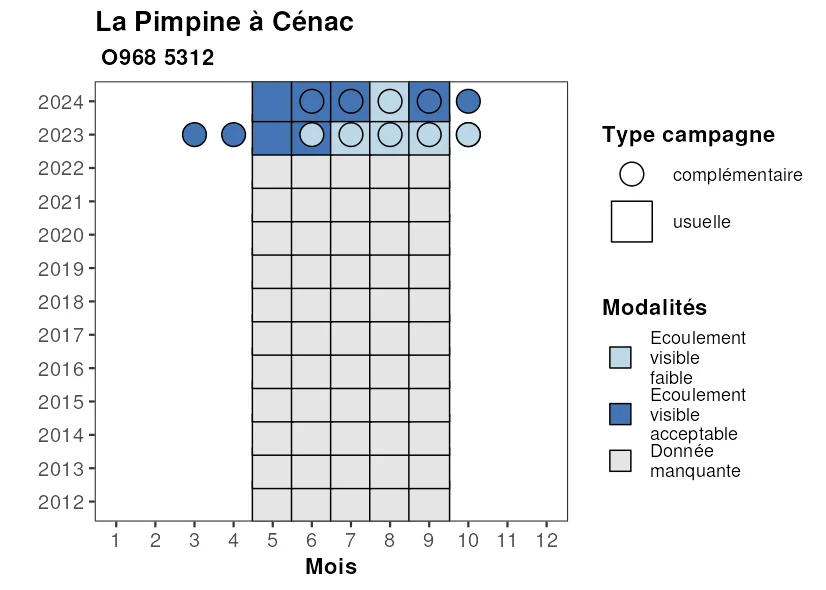 La Pimpine à Cénac
O968 5312
2024
2023
2022
2021
2020
2019
2018
2017
2016
2015
2014
2013
2012
1 2 3 4 5 6 7 8 9 10 11 12
Mois
Type campagne
complémentaire
usuelle
Modalités
Ecoulement
visible
faible
Ecoulement
visible
acceptable
Donnée
manquante